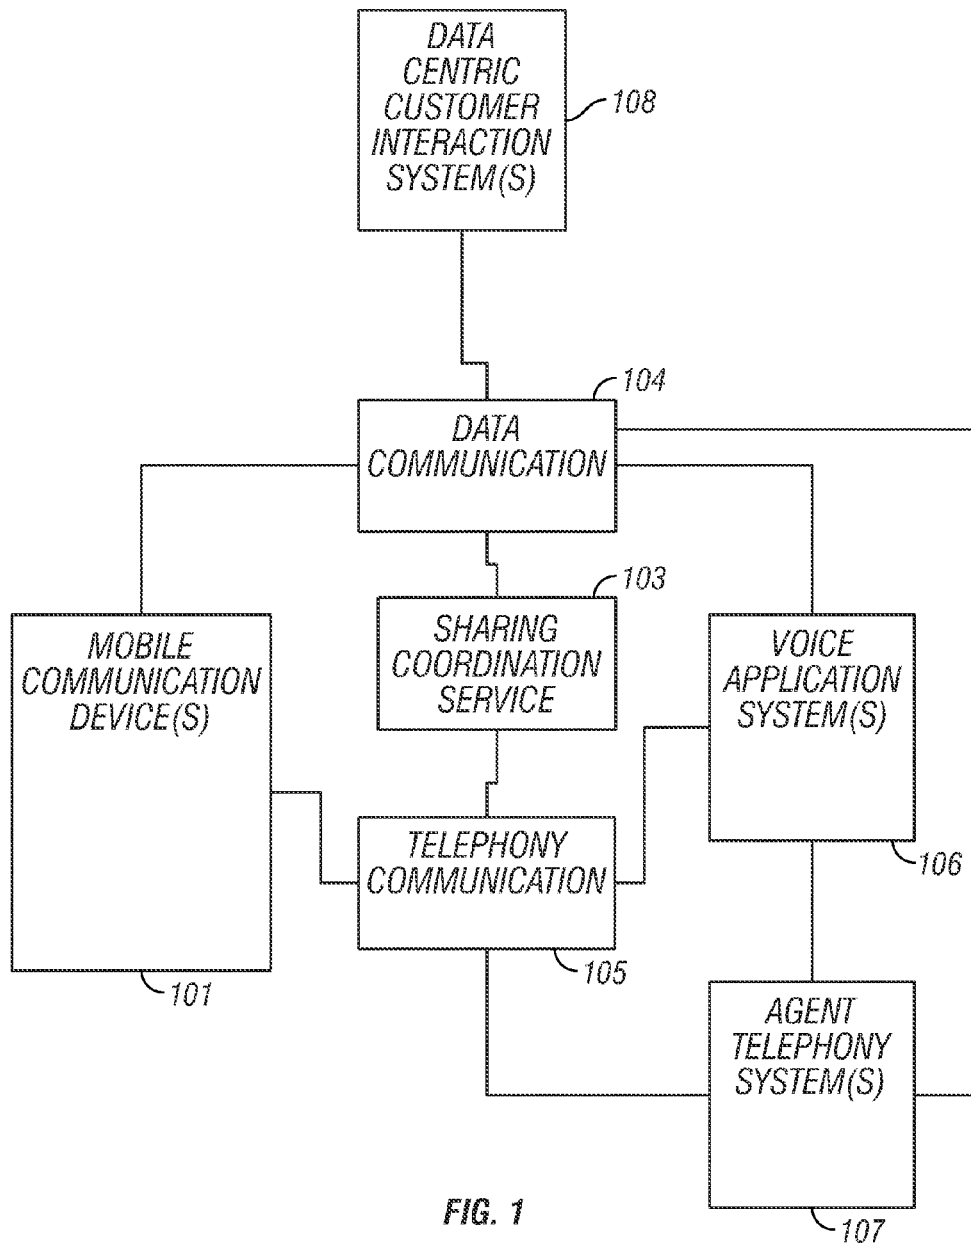 DATA
CENTRIC
CUSTOMER
INTERACTION
SYSTEM(S)
108
104
DATA
COMMUNICATION
103
SHARING
COORDINATION
SERVICE
MOBILE
COMMUNICATION
DEVICE(S)
101
VOICE
APPLICATION
SYSTEM(S)
106
TELEPHONY
COMMUNICATION
105
AGENT
TELEPHONY
SYSTEM(S)
107
FIG. 1